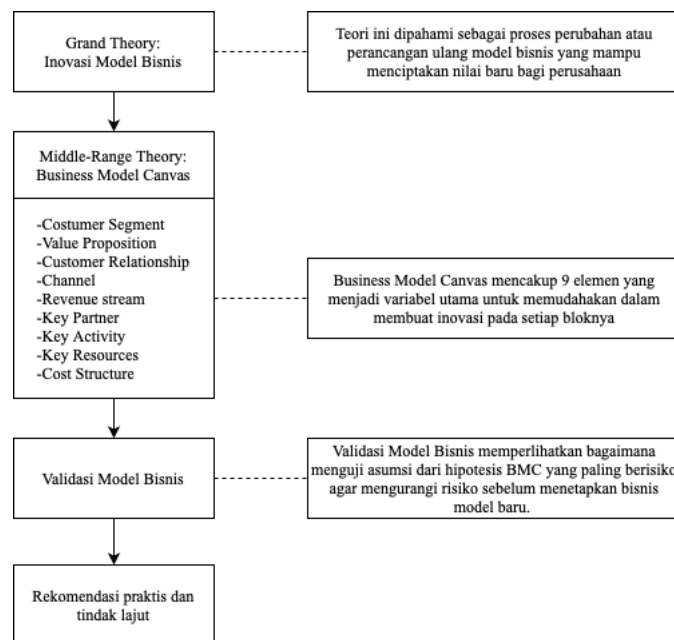 Grand Theory:
Inovasi Model Bisnis
Teori ini dipahami sebagai proses perubahan atau
perancangan ulang model bisnis yang mampu
menciptakan nilai baru bagi perusahaan
Middle-Range Theory:
Business Model Canvas
-Costumer Segment
-Value Proposition
-Customer Relationship
-Channel
-Revenue stream
-Key Partner
-Key Activity
-Key Resources
-Cost Structure
Business Model Canvas mencakup 9 elemen yang
menjadi variabel utama untuk memudahakan dalam
membuat inovasi pada setiap bloknya
Validasi Model Bisnis
Validasi Model Bisnis memperlihatkan bagaimana
menguji asumsi dari hipotesis BMC yang paling berisiko
agar mengurangi risiko sebelum menetapkan bisnis
model baru.
Rekomendasi praktis dan
tindak lajut